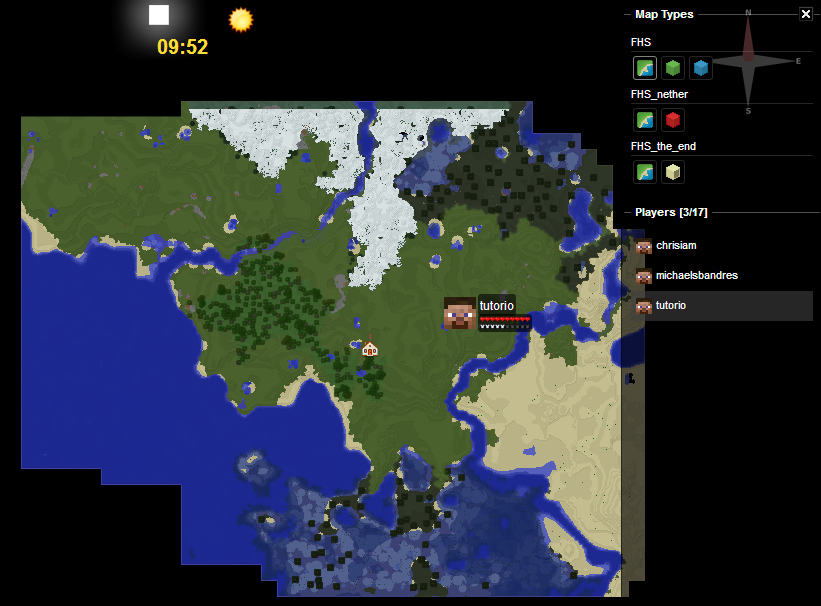 09:52
Map Types
N
E
S
FHS
FHS_nether
FHS_the_end
Players [3/17]
chrisiam
michaelsbandres
tutorio
tutorio